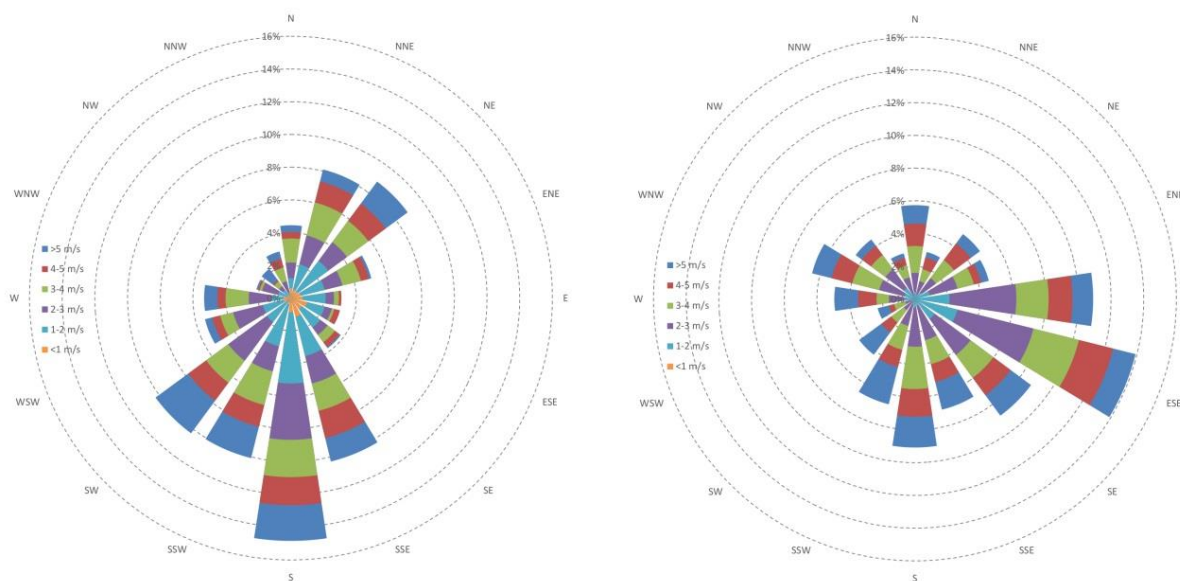 N
NNW
NNE
NW
NE
WNW
ENE
W
E
WSW
ESE
SW
SE
SSW
SSE
S
16%
14%
12%
10%
8%
6%
4%
>5 m/s
4-5 m/s
3-4 m/s
2-3 m/s
1-2 m/s
<1 m/s
N
NNW
NNE
NW
NE
WNW
W
WSW
ESE
SW
SE
SSW
SSE
S
16%
14%
12%
10%
8%
6%
4%
>5 m/s
4-5 m/s
3-4 m/s
2-3 m/s
1-2 m/s
<1 m/s